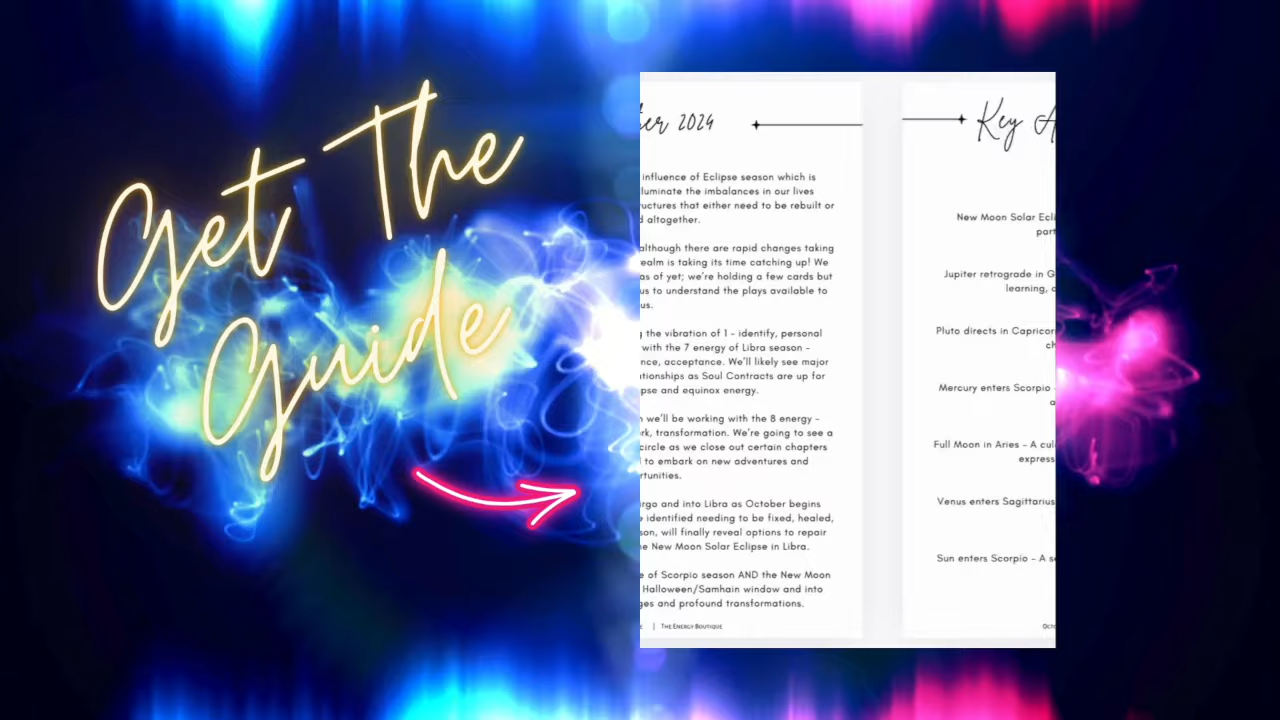 Get The
Guide
ber 2024
influence of Eclipse season which is
luminate the imbalances in our lives
uctures that either need to be rebuilt or
d altogether.
although there are rapid changes taking
ealm is taking its time catching up! We
as of yet; we're holding a few cards but
us to understand the plays available to
us.
g the vibration of 1 - identify, personal
with the 7 energy of Libra season -
nce, acceptance. We'll likely see major
ationships as Soul Contracts are up for
pse and equinox energy.
n we'll be working with the 8 energy -
rk, transformation. We're going to see a
circle as we close out certain chapters
d to embark on new adventures and
rtunities.
irgo and into Libra as October begins
e identified needing to be fixed, healed,
son, will finally reveal options to repair
he New Moon Solar Eclipse in Libra.
e of Scorpio season AND the New Moon
Halloween/Samhain window and into
ges and profound transformations.
| The Energy Boutique
Key A
New Moon Solar Ecli
part
Jupiter retrograde in G
learning, c
Pluto directs in Capricor
ch
Mercury enters Scorpio -
a
Full Moon in Aries - A cul
express
Venus enters Sagittarius
Sun enters Scorpio - A s
Octo